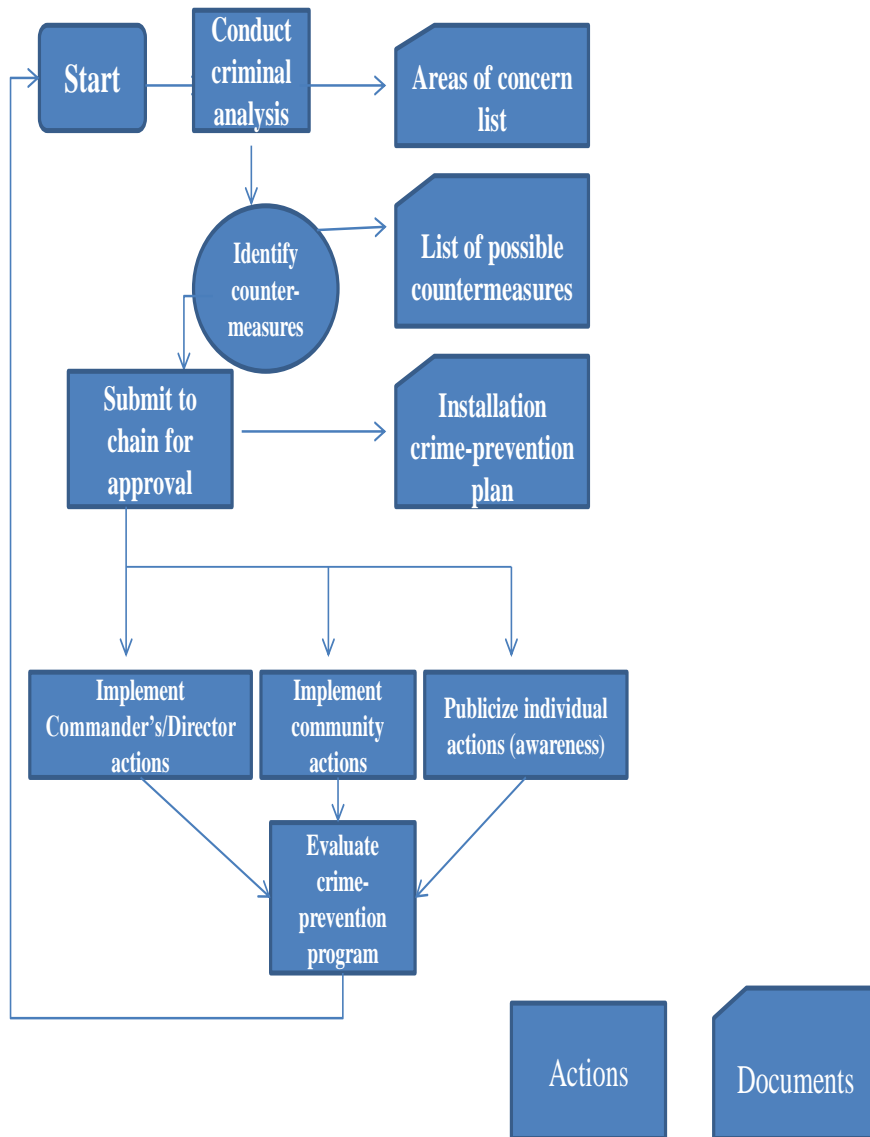 Start
Conduct
criminal
analysis
Areas of concern
list
Identify
counter-
measures
List of possible
countermeasures
Submit to
chain for
approval
Installation
crime-prevention
plan
Implement
Commander's/Director
actions
Implement
community
actions
Publicize individual
actions (awareness)
Evaluate
crime-
prevention
program
Actions
Documents